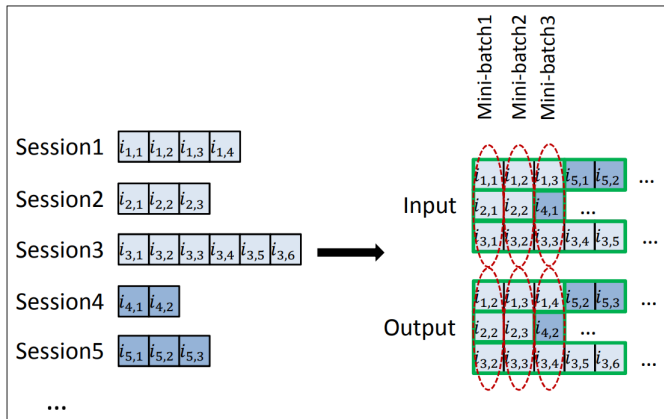 Mini-batch1
Mini-batch2
Mini-batch3
Session1 i1,1 i1,2 i1,3 i1,4
Session2 i2,1 i2,2 i2,3
Session3 i3,1 i3,2 i3,3 i3,4 i3,5 i3,6
Session4 i4,1 i4,2
Session5 i5,1 i5,2 i5,3
...
Input
i1,1 i1,2 i1,3 i5,1 i5,2 ...
i2,1 i2,2 i4,1 ...
i3,1 i3,2 i3,3 i3,4 i3,5 ...
Output
i1,2 i1,3 i1,4 i5,2 i5,3 ...
i2,2 i2,3 i4,2 ...
i3,2 i3,3 i3,4 i3,5 i3,6 ...